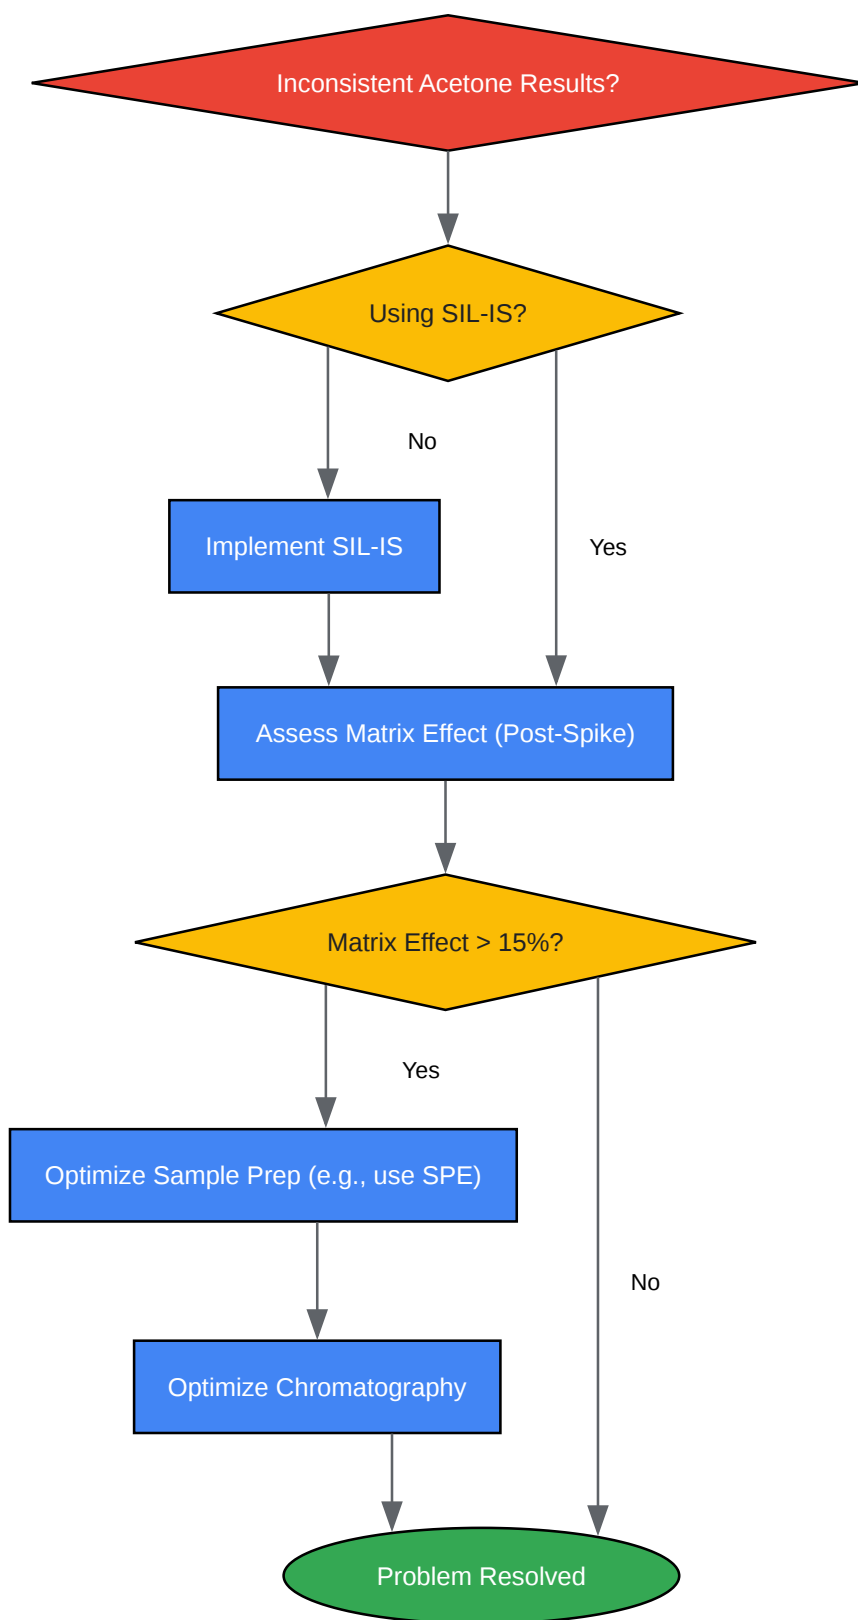 Inconsistent Acetone Results?
Using SIL-IS?
No
Implement SIL-IS
Yes
Assess Matrix Effect (Post-Spike)
Matrix Effect > 15%?
Yes
Optimize Sample Prep (e.g., use SPE)
No
Optimize Chromatography
Problem Resolved